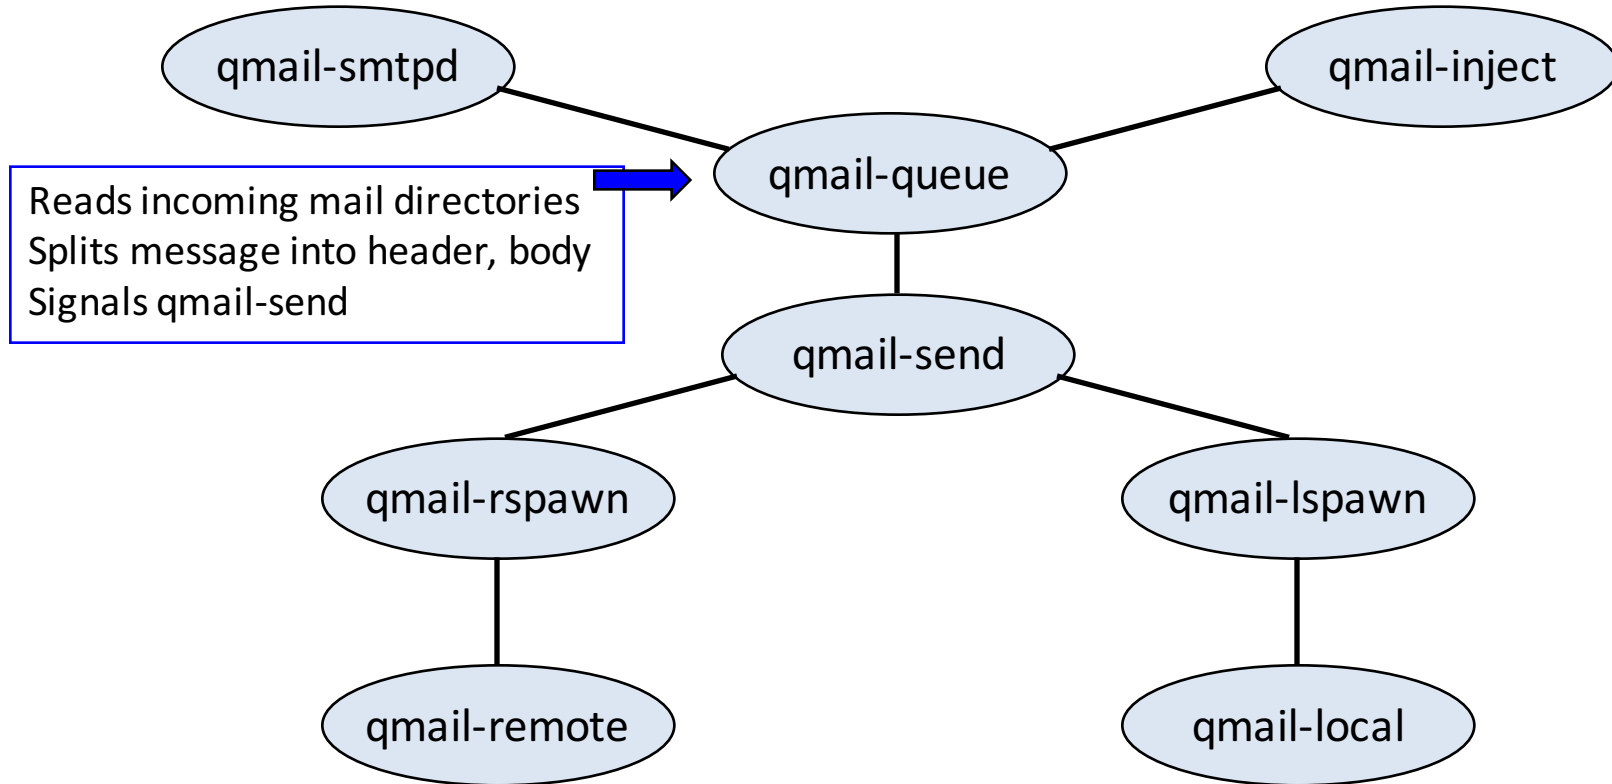 qmail-smtpd
qmail-inject
qmail-queue
Reads incoming mail directories
Splits message into header, body
Signals qmail-send
qmail-send
qmail-rspawn
qmail-lspawn
qmail-remote
qmail-local